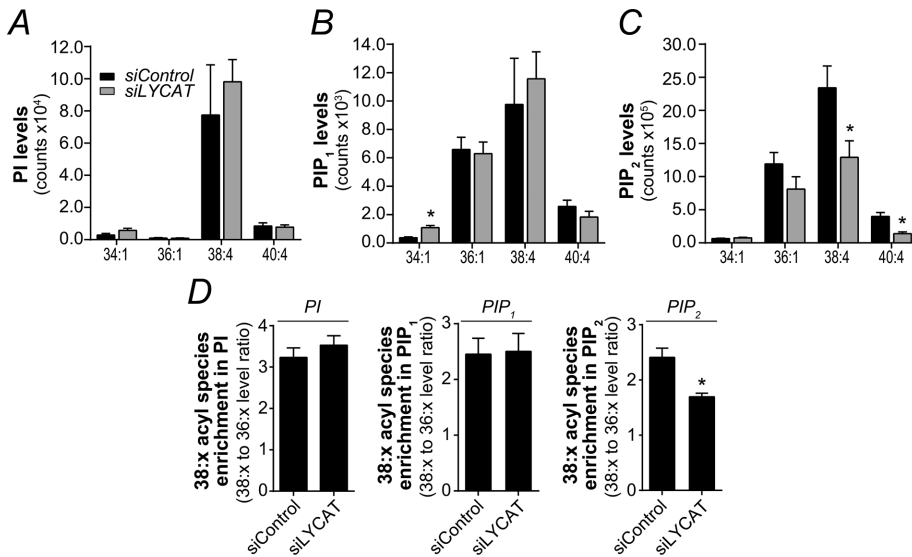 A
PI levels
(counts x10⁴)
12.0
10.0
8.0
6.0
4.0
2.0
0.0
siControl
siLYCAT
34:1 36:1 38:4 40:4
B
PIP₁ levels
(counts x10³)
14.0
12.0
10.0
8.0
6.0
4.0
2.0
0.0
*
34:1 36:1 38:4 40:4
C
PIP₂ levels
(counts x10⁵)
30.0
25.0
20.0
15.0
10.0
5.0
0.0
*
*
34:1 36:1 38:4 40:4
D
PI
38:x acyl species
enrichment in PI
(38:x to 36:x level ratio)
4
3
2
1
0
siControl
siLYCAT
PIP₁
38:x acyl species
enrichment in PIP₁
(38:x to 36:x level ratio)
3
2
1
0
siControl
siLYCAT
PIP₂
38:x acyl species
enrichment in PIP₂
(38:x to 36:x level ratio)
3
2
1
0
*
siControl
siLYCAT